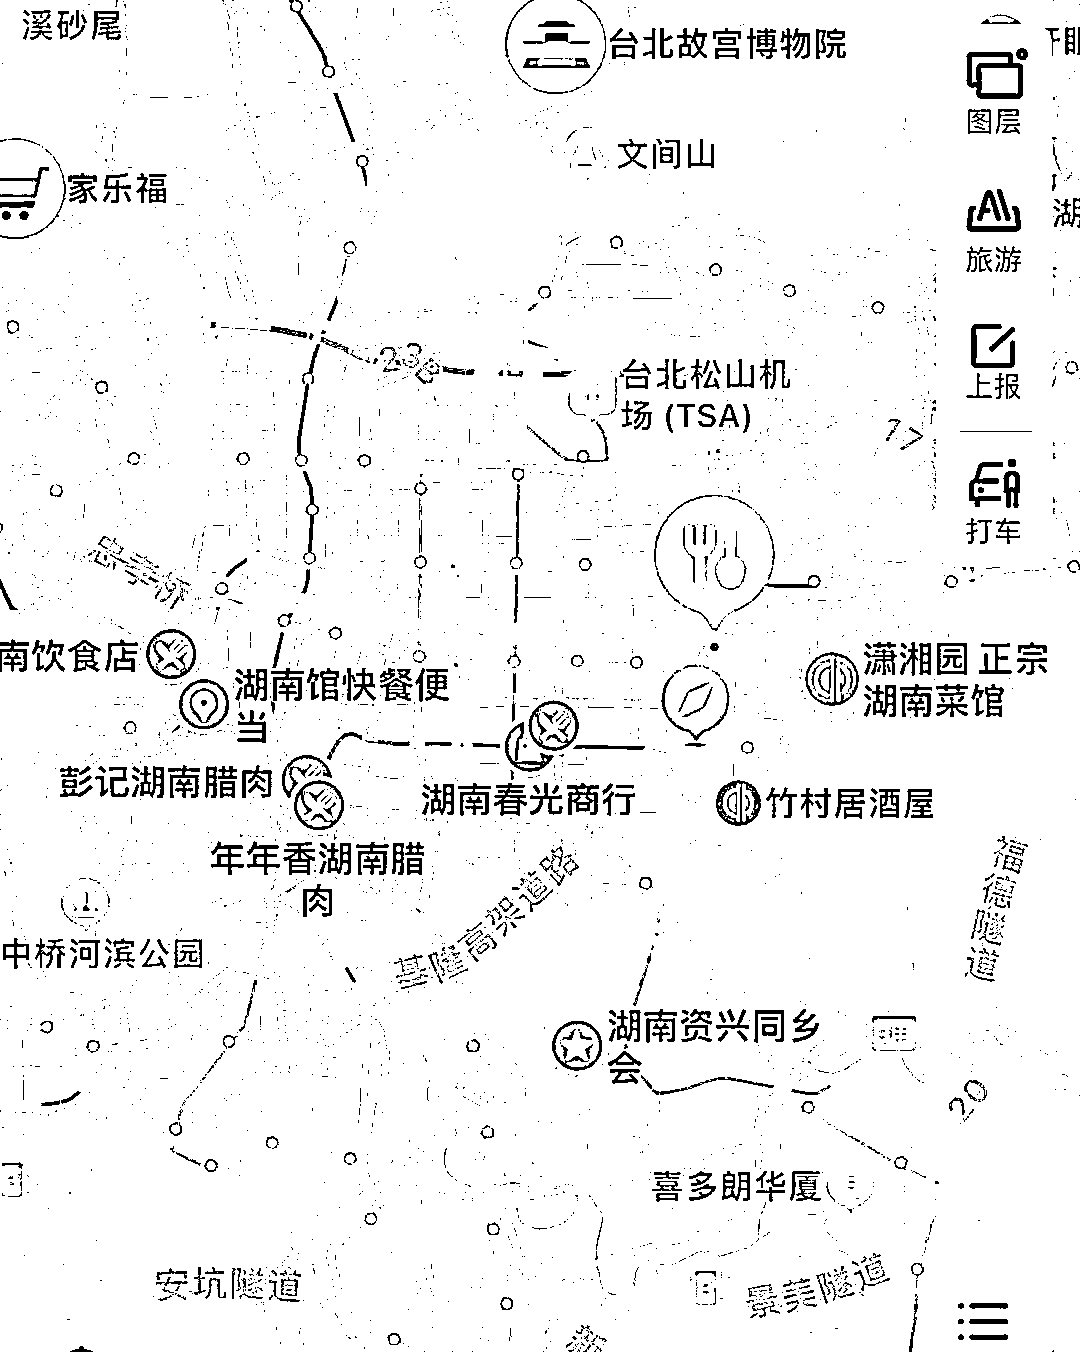 溪砂尾
台北故宫博物院
图层
文间山
家乐福
旅游
湖
台北松山机
场 (TSA)
上报
打车
忠孝桥
南饮食店
湖南馆快餐便
当
潇湘园 正宗
湖南菜馆
彭记湖南腊肉
湖南春光商行
竹村居酒屋
年年香湖南腊
肉
福德隧道
基隆高架道路
中桥河滨公园
湖南资兴同乡
会
20
喜多朗华厦
安坑隧道
景美隧道